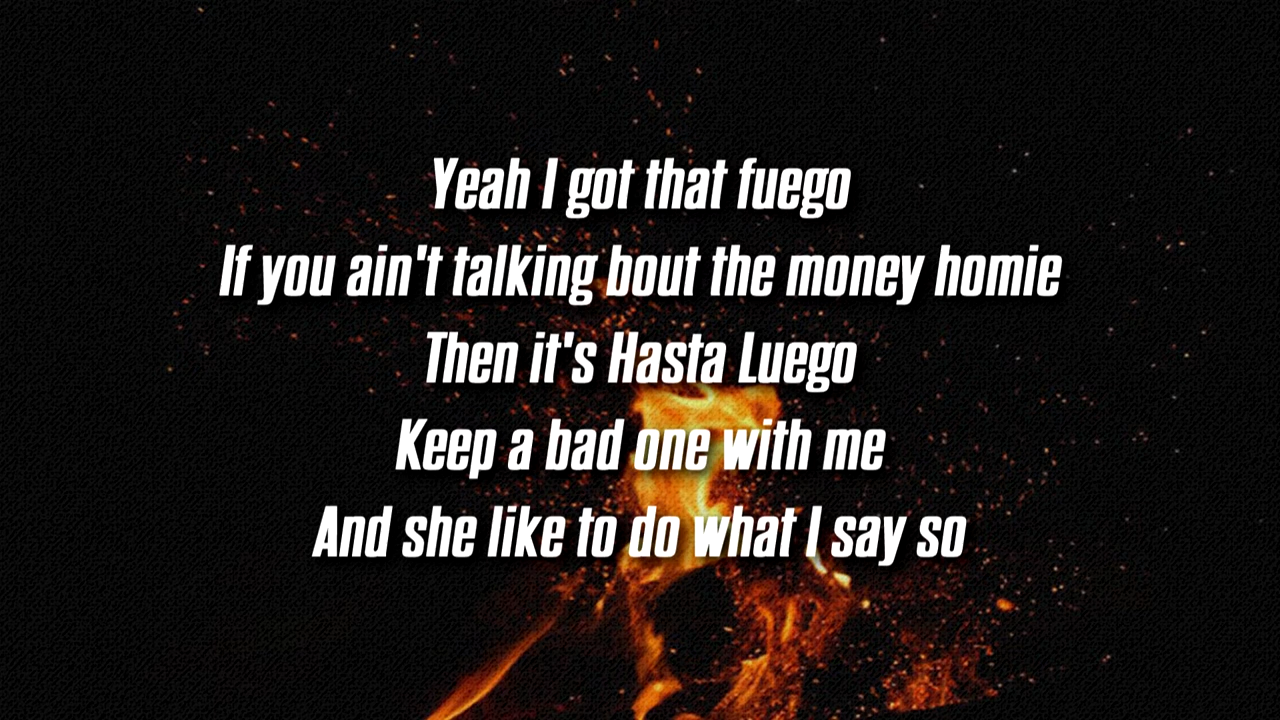 Yeah I got that fuego
If you ain't talking bout the money homie
Then it's Hasta Luego
Keep a bad one with me
And she like to do what I say so